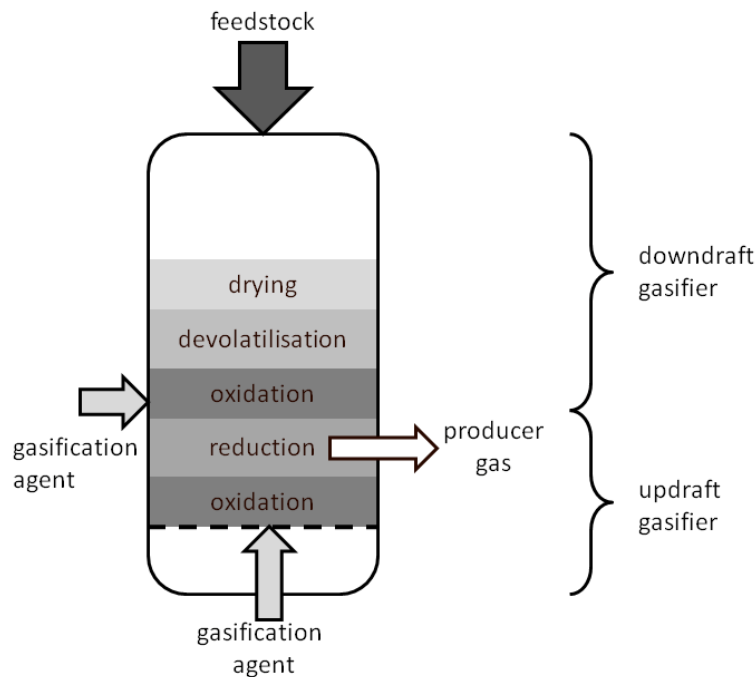 feedstock
drying
devolatilisation
oxidation
reduction
oxidation
gasification
agent
producer
gas
gasification
agent
downdraft
gasifier
updraft
gasifier